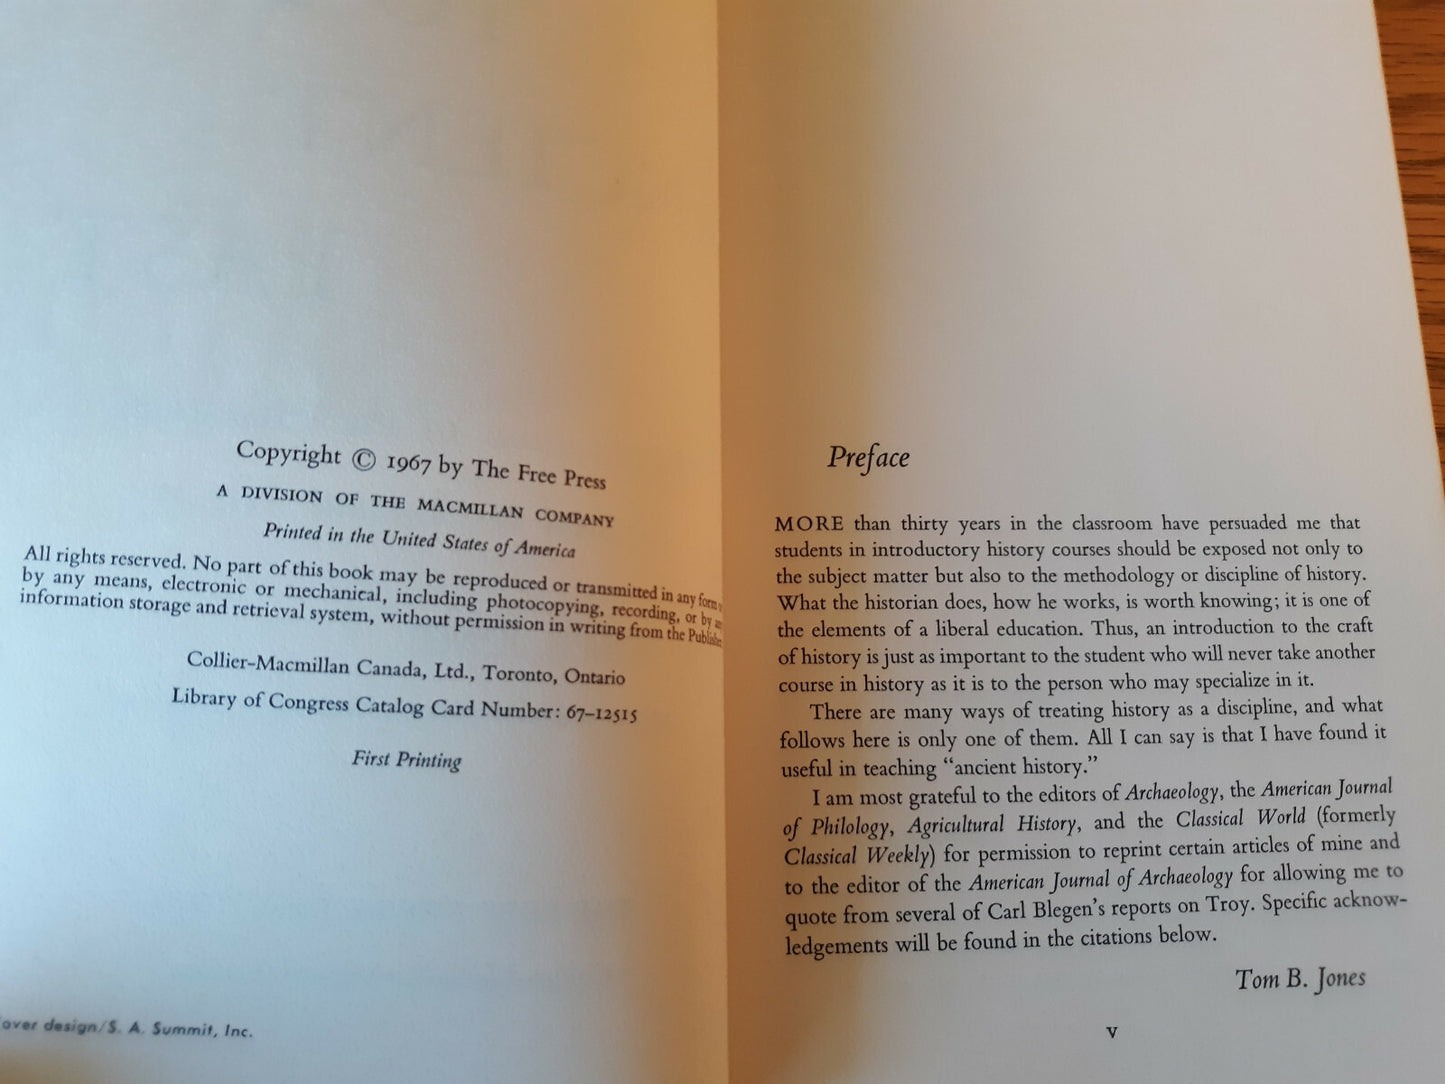 Copyright © 1967 by The Free Press
A DIVISION OF THE MACMILLAN COMPANY
Printed in the United States of America
All rights reserved. No part of this book may be reproduced or transmitted in any form
by any means, electronic or mechanical, including photocopying, recording, or by
information storage and retrieval system, without permission in writing from the Publisher.
Collier-Macmillan Canada, Ltd., Toronto, Ontario
Library of Congress Catalog Card Number: 67-12515
First Printing
over design/S. A. Summit, Inc.
Preface
MORE than thirty years in the classroom have persuaded me that
students in introductory history courses should be exposed not only to
the subject matter but also to the methodology or discipline of history.
What the historian does, how he works, is worth knowing; it is one of
the elements of a liberal education. Thus, an introduction to the craft
of history is just as important to the student who will never take another
course in history as it is to the person who may specialize in it.
There are many ways of treating history as a discipline, and what
follows here is only one of them. All I can say is that I have found it
useful in teaching “ancient history.”
I am most grateful to the editors of Archaeology, the American Journal
of Philology, Agricultural History, and the Classical World (formerly
Classical Weekly) for permission to reprint certain articles of mine and
to the editor of the American Journal of Archaeology for allowing me to
quote from several of Carl Blegen’s reports on Troy. Specific acknow-
ledgements will be found in the citations below.
Tom B. Jones
v